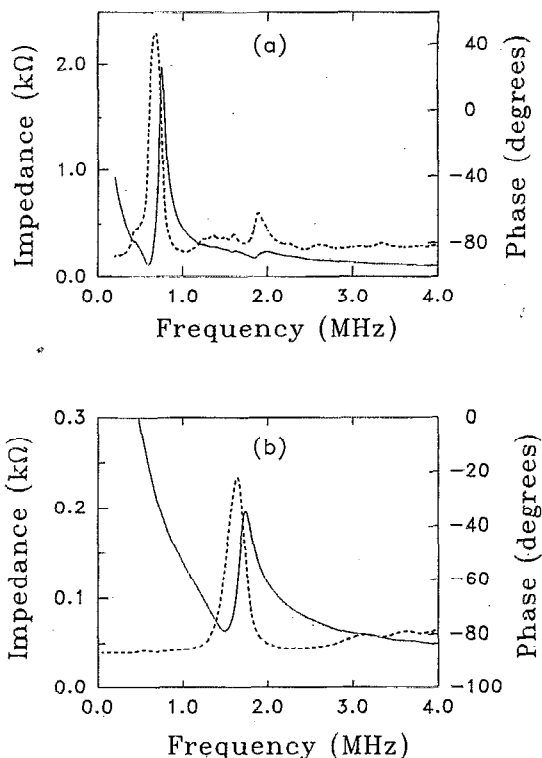 (a)
Impedance (kΩ)
2.0
1.0
0.0
40
0
−40
−80
Phase (degrees)
0.0 1.0 2.0 3.0 4.0
Frequency (MHz)
(b)
Impedance (kΩ)
0.3
0.2
0.1
0.0
0
−20
−40
−60
−80
−100
Phase (degrees)
0.0 1.0 2.0 3.0 4.0
Frequency (MHz)